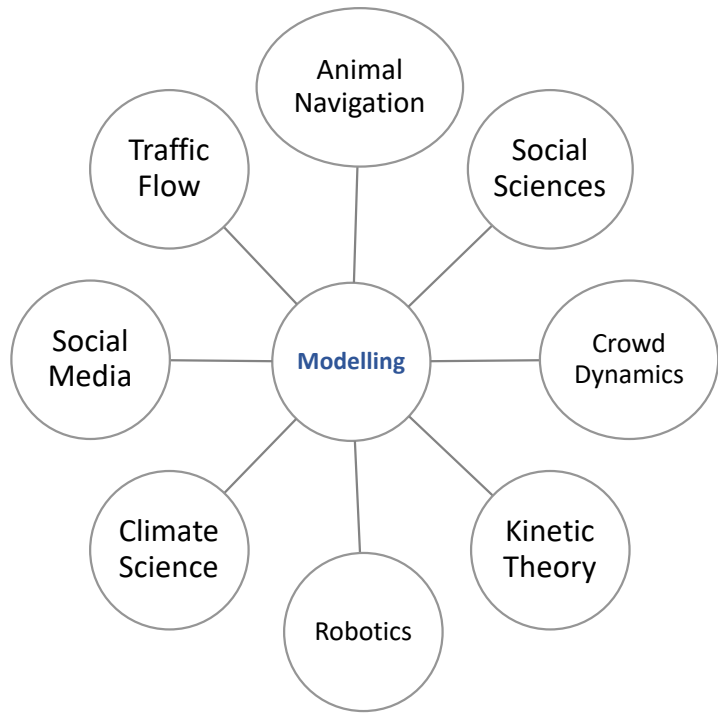 Animal
Navigation
Traffic
Flow
Social
Sciences
Social
Media
Modelling
Crowd
Dynamics
Climate
Science
Kinetic
Theory
Robotics